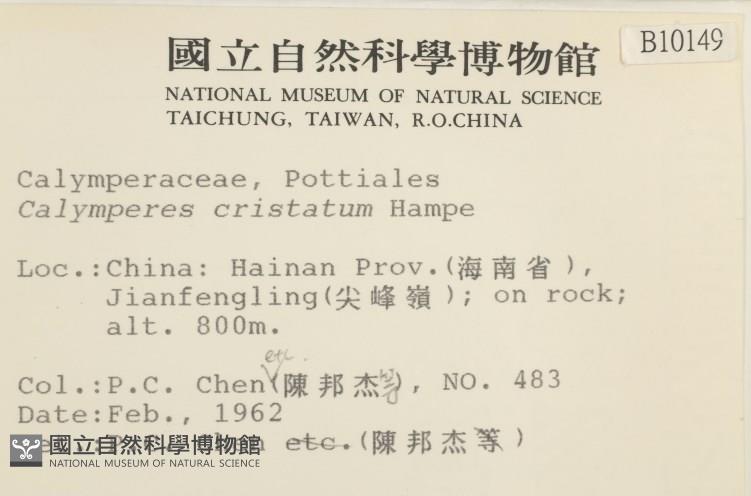 B10149
國立自然科學博物館
NATIONAL MUSEUM OF NATURAL SCIENCE
TAICHUNG, TAIWAN, R.O.CHINA
Calymperaceae, Pottiales
Calymperes cristatum Hampe
Loc.:China: Hainan Prov.(海南省),
Jianfengling(尖峰嶺); on rock;
alt. 800m.
etc.
Col.:P.C. Chen(陳邦杰等), NO. 483
Date:Feb., 1962
etc.(陳邦杰等)
國立自然科學博物館
NATIONAL MUSEUM OF NATURAL SCIENCE